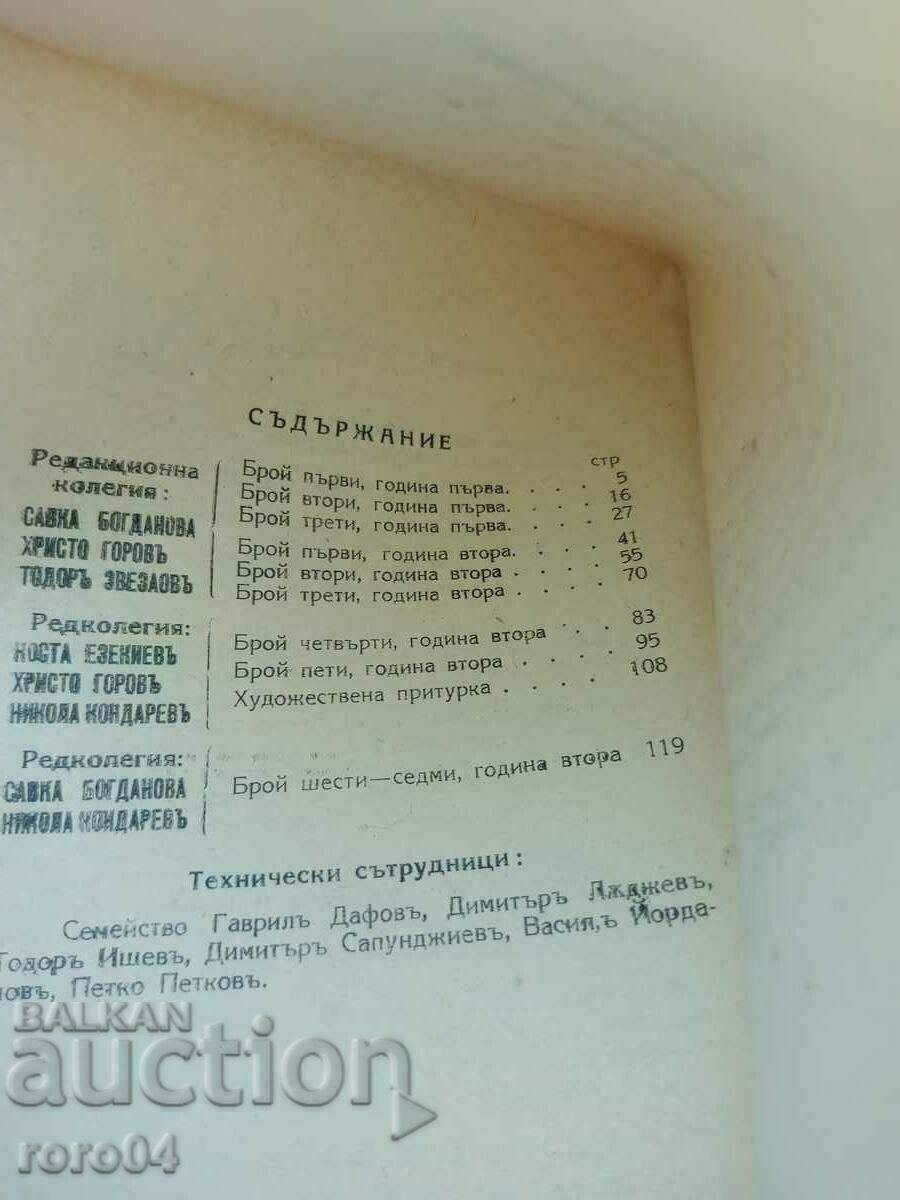 СЪДЪРЖАНИЕ
стр
Редакционна колегия:
САВКА БОГДАНОВА
ХРИСТО ГОРОВЪ
ТОДОРЪ ЗВЕЗДОВЪ
Брой първи, година първа. . . . 5
Брой втори, година първа. . . . 16
Брой трети, година първа. . . . 27
Брой първи, година втора. . . . 41
Брой втори, година втора . . . . 55
Брой трети, година втора . . . . 70
Редколегия:
КОСТА ЕЗЕКИЕВЪ
ХРИСТО ГОРОВЪ
НИКОЛА КОНДАРЕВЪ
Брой четвърти, година втора . . 83
Брой пети, година втора . . . . 95
Художествена притурка . . . . . 108
Редколегия:
САВКА БОГДАНОВА
НИКОЛА КОНДАРЕВЪ
Брой шести—седми, година втора 119
Технически сътрудници:
Семейство Гаврилъ Дафовъ, Димитъръ
Тодоръ Ишевъ, Димитъръ Сапунджиевъ, Васил,ъ Йорда-
новъ, Петко Петковъ.
BALKAN
auction
roro04